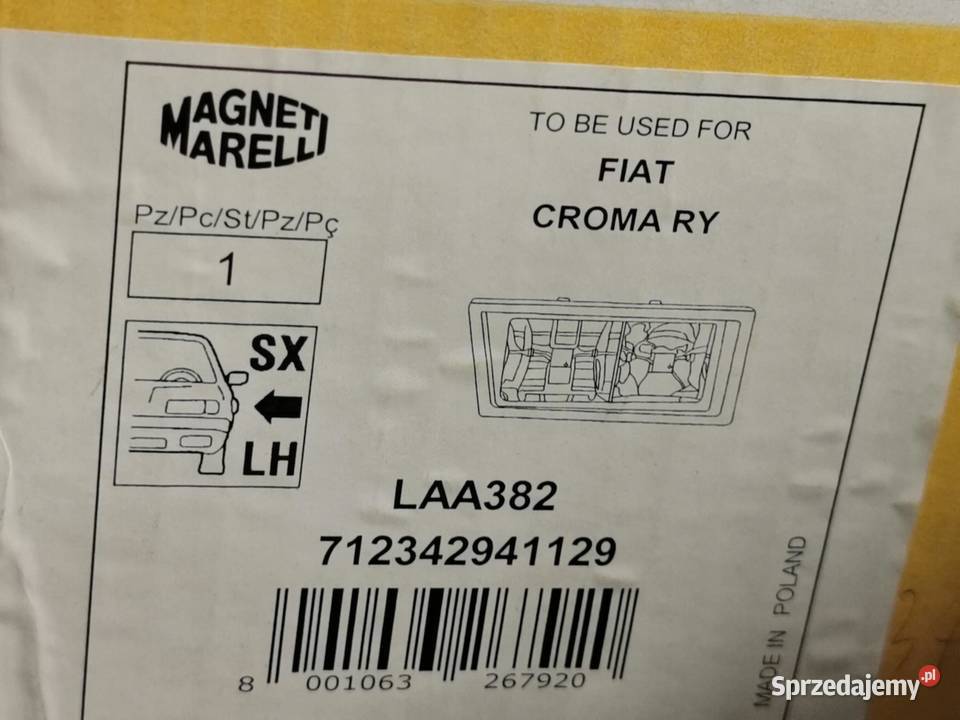 MAGNETI
MARELLI
TO BE USED FOR
FIAT
CROMA RY
Pz/Pc/St/Pz/Pç
1
SX
LH
LAA382
712342941129
8 001063 267920
MADE IN POLAND
Sprzedajemy.pl